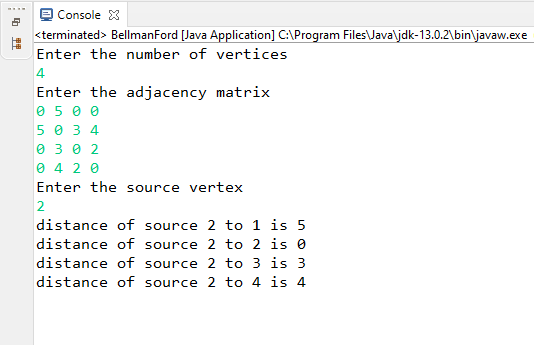 Console
<terminated> BellmanFord [Java Application] C:\Program Files\Java\jdk-13.0.2\bin\javaw.exe
Enter the number of vertices
4
Enter the adjacency matrix
0 5 0 0
5 0 3 4
0 3 0 2
0 4 2 0
Enter the source vertex
2
distance of source 2 to 1 is 5
distance of source 2 to 2 is 0
distance of source 2 to 3 is 3
distance of source 2 to 4 is 4